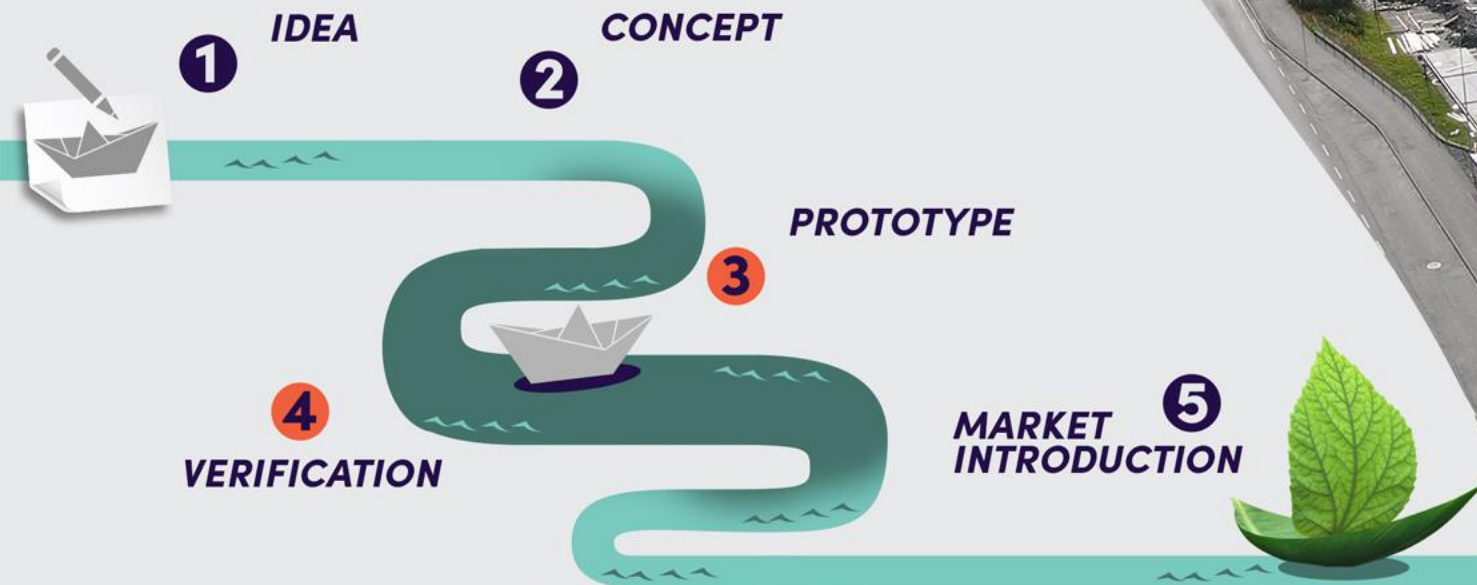 IDEA
1
CONCEPT
2
PROTOTYPE
3
4
VERIFICATION
5
MARKET
INTRODUCTION